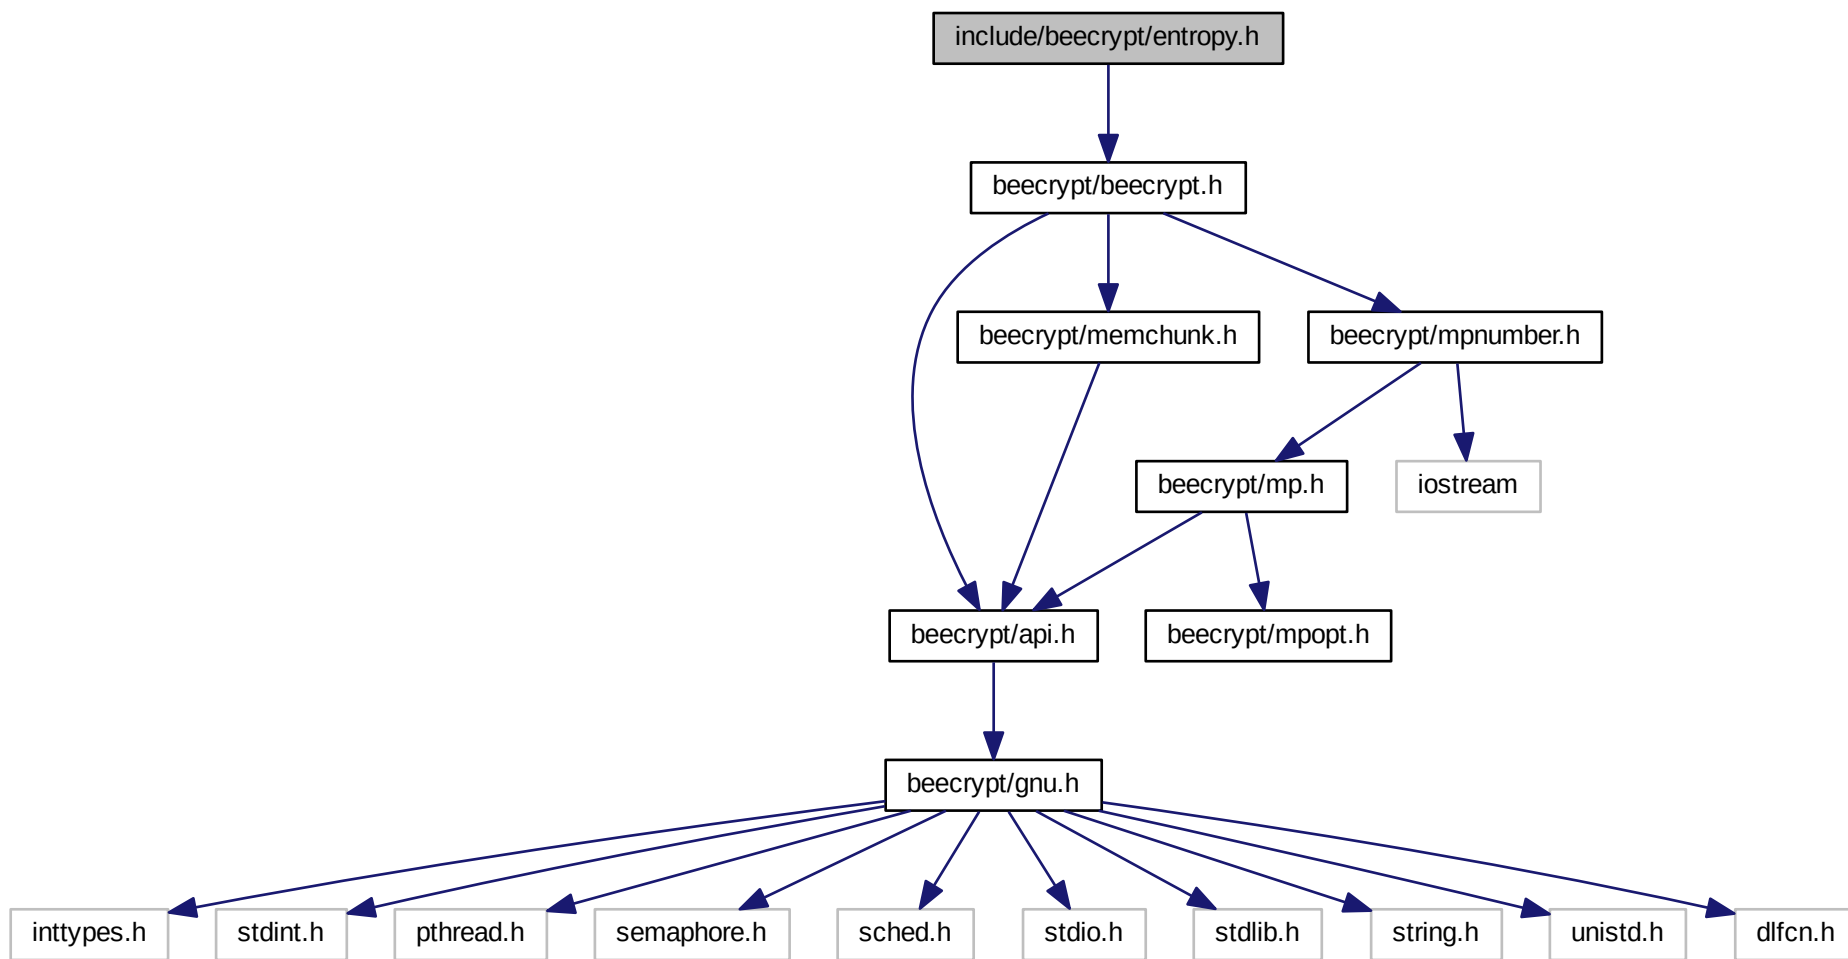 include/beecrypt/entropy.h
beecrypt/beecrypt.h
beecrypt/memchunk.h
beecrypt/mpnumber.h
beecrypt/mp.h
iostream
beecrypt/api.h
beecrypt/mpopt.h
beecrypt/gnu.h
inttypes.h
stdint.h
pthread.h
semaphore.h
sched.h
stdio.h
stdlib.h
string.h
unistd.h
dlfcn.h